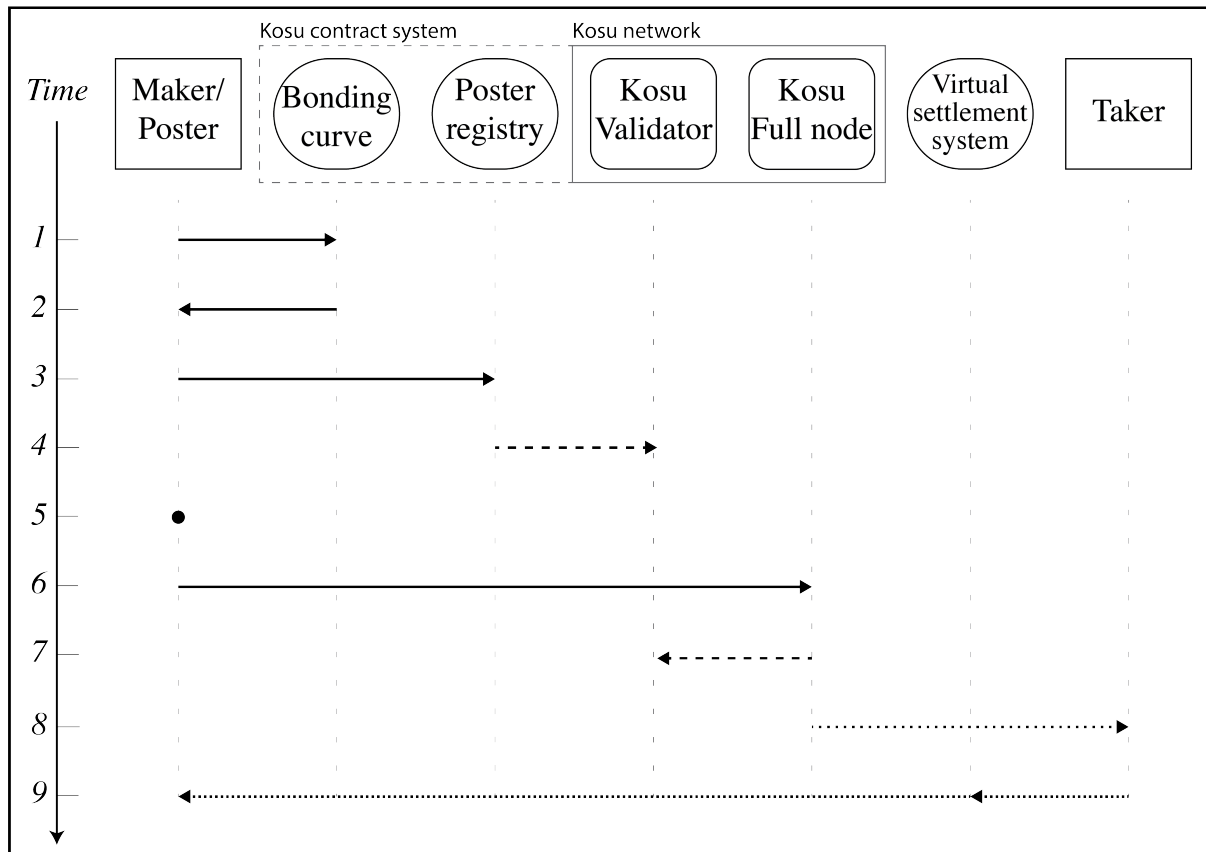 Kosu contract system
Kosu network
Time
Maker/
Poster
Bonding
curve
Poster
registry
Kosu
Validator
Kosu
Full node
Virtual
settlement
system
Taker
1
2
3
4
5
6
7
8
9